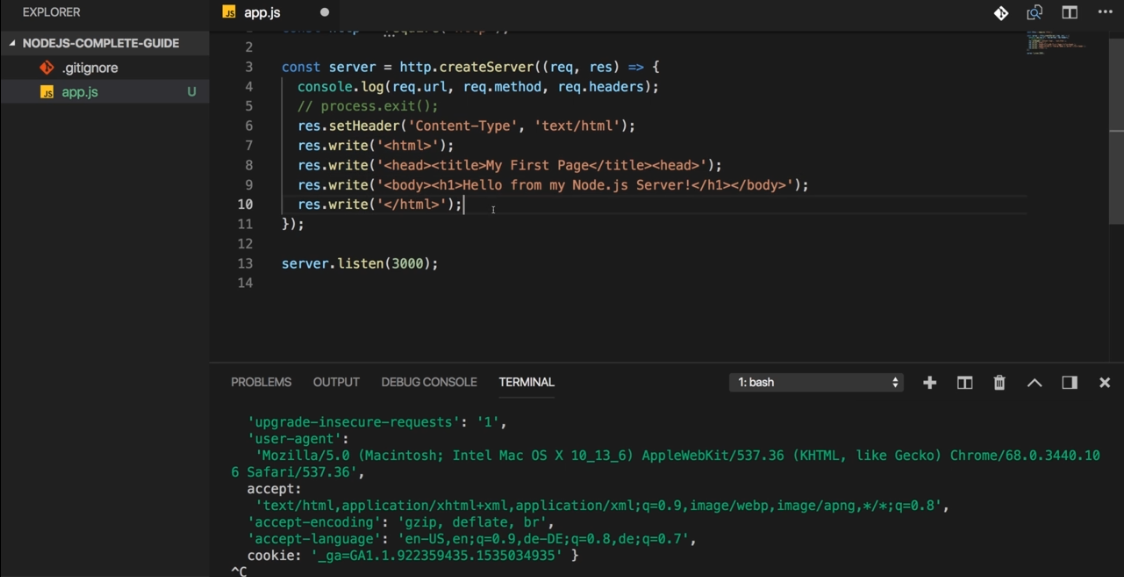 EXPLORER
JS app.js
NODEJS-COMPLETE-GUIDE
.gitignore
JS app.js U
2
3 const server = http.createServer((req, res) => {
4 console.log(req.url, req.method, req.headers);
5 // process.exit();
6 res.setHeader('Content-Type', 'text/html');
7 res.write('<html>');
8 res.write('<head><title>My First Page</title><head>');
9 res.write('<body><h1>Hello from my Node.js Server!</h1></body>');
10 res.write('</html>');
11 });
12
13 server.listen(3000);
14
PROBLEMS OUTPUT DEBUG CONSOLE TERMINAL 1: bash
'upgrade-insecure-requests': '1',
'user-agent':
'Mozilla/5.0 (Macintosh; Intel Mac OS X 10_13_6) AppleWebKit/537.36 (KHTML, like Gecko) Chrome/68.0.3440.10
6 Safari/537.36',
accept:
'text/html,application/xhtml+xml,application/xml;q=0.9,image/webp,image/apng,*/*;q=0.8',
'accept-encoding': 'gzip, deflate, br',
'accept-language': 'en-US,en;q=0.9,de-DE;q=0.8,de;q=0.7',
cookie: '_ga=GA1.1.922359435.1535034935' }
^C